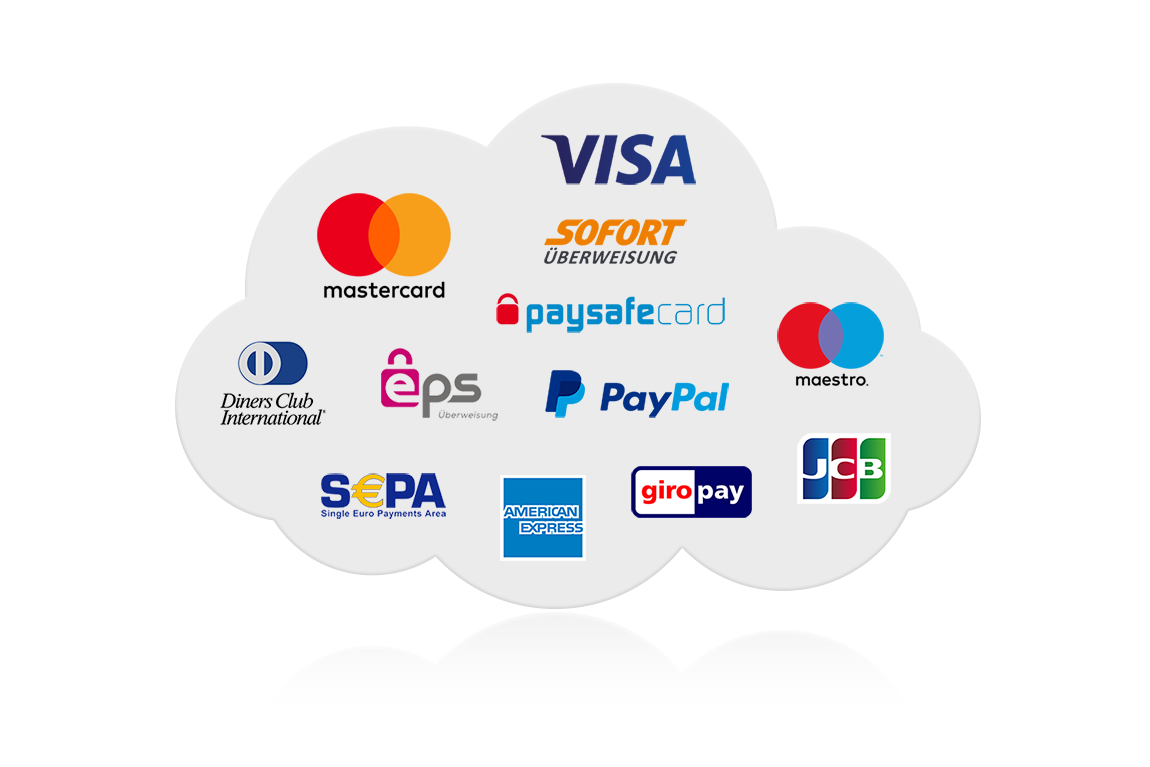 VISA
SOFORT
ÜBERWEISUNG
mastercard
paysafecard
maestro.
Diners Club
International®
eps
Überweisung
P PayPal
S€PA
Single Euro Payments Area
AMERICAN
EXPRESS
giropay
JCB